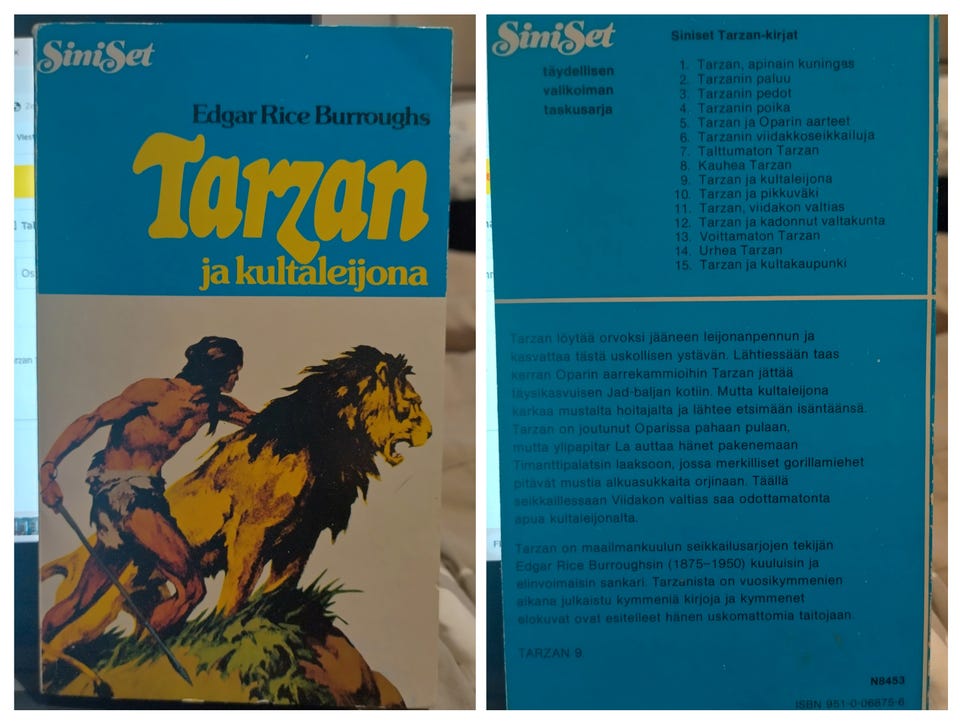 SiniSet
Edgar Rice Burroughs
Tarzan
ja kultaleijona
SiniSet
täydellisen
valikoiman
taskusarja
Siniset Tarzan-kirjat
1. Tarzan, apinain kuningas
2. Tarzanin paluu
3. Tarzanin pedot
4. Tarzanin poika
5. Tarzan ja Oparin aarteet
6. Tarzanin viidakkoseikkailuja
7. Talttumaton Tarzan
8. Kauhea Tarzan
9. Tarzan ja kultaleijona
10. Tarzan ja pikkuväki
11. Tarzan, viidakon valtias
12. Tarzan ja kadonnut valtakunta
13. Voittamaton Tarzan
14. Urhea Tarzan
15. Tarzan ja kultakaupunki
Tarzan löytää orvoksi jääneen leijonanpennun ja
kasvattaa tästä uskollisen ystävän. Lähtiessään taas
kerran Oparin aarrekammioihin Tarzan jättää
täysikasvuisen Jad-baljan kotiin. Mutta kultaleijona
karkaa mustalta hoitajalta ja lähtee etsimään isäntäänsä.
Tarzan on joutunut Oparissa pahaan pulaan,
mutta ylipapitar La auttaa hänet pakenemaan
Timanttipalatsin laaksoon, jossa merkilliset gorillamiehet
pitävät mustia alkuasukkaita orjinaan. Täällä
seikkaillessaan Viidakon valtias saa odottamatonta
apua kultaleijonalta.
Tarzan on maailmankuulun seikkailusarjojen tekijän
Edgar Rice Burroughsin (1875–1950) kuuluisin ja
elinvoimaisin sankari. Tarzanista on vuosikymmenien
aikana julkaistu kymmeniä kirjoja ja kymmenet
elokuvat ovat esitelleet hänen uskomattomia taitojaan.
TARZAN 9.
N8453
ISBN 951-0-06875-6